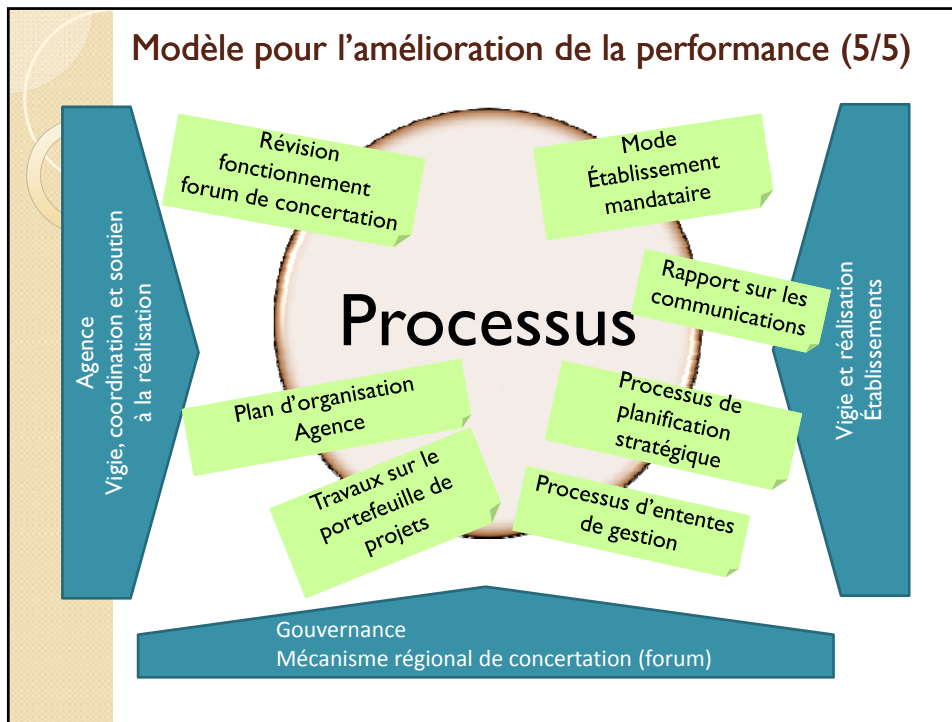 Modèle pour l’amélioration de la performance (5/5)
Agence
Vigie, coordination et soutien
à la réalisation
Révision
fonctionnement
forum de concertation
Mode
Établissement
mandataire
Rapport sur les
communications
Processus
Plan d’organisation
Agence
Processus de
planification
stratégique
Travaux sur le
portefeuille de
projets
Processus d’ententes
de gestion
Vigie et réalisation
Établissements
Gouvernance
Mécanisme régional de concertation (forum)